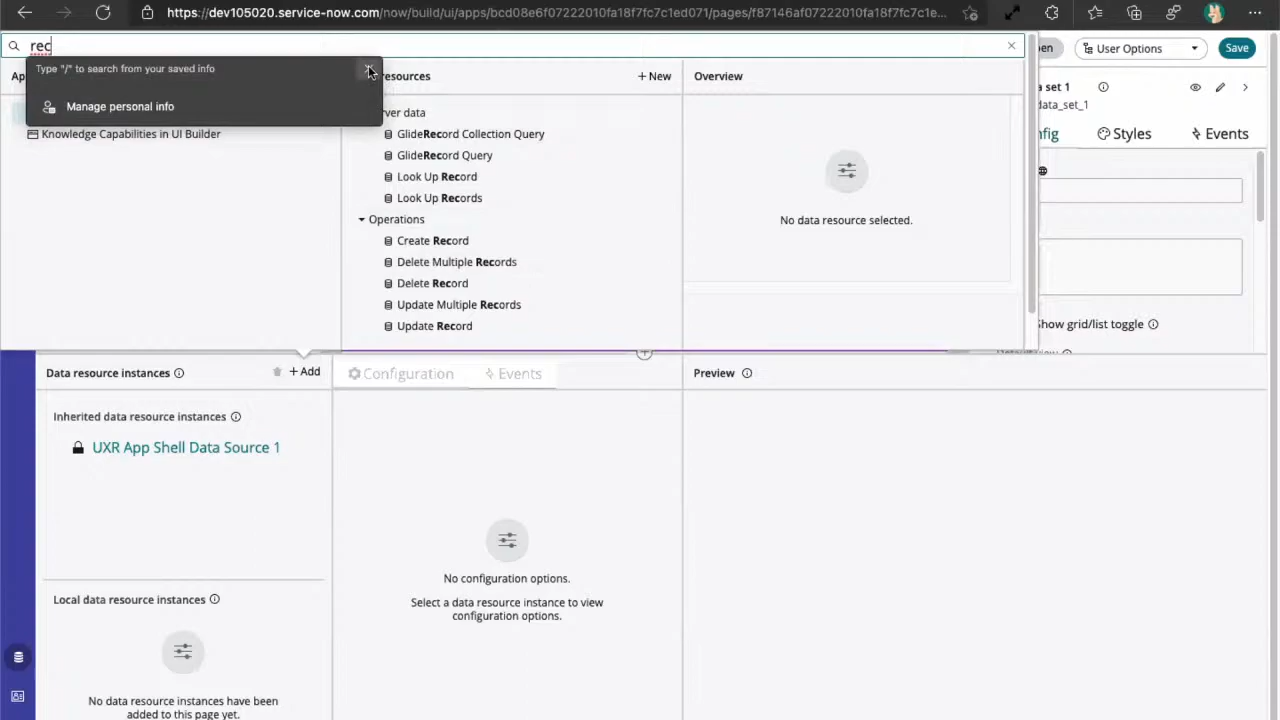 https://dev105020.service-now.com/now/build/ui/apps/bcd08e6f07222010fa18f7fc7c1ed071/pages/f87146af07222010fa18f7fc7c1e...
rec
Type "/" to search from your saved info
Manage personal info
Ap
resources
+ New
Overview
en
User Options
Save
Knowledge Capabilities in UI Builder
ver data
GlideRecord Collection Query
GlideRecord Query
Look Up Record
Look Up Records
Operations
Create Record
Delete Multiple Records
Delete Record
Update Multiple Records
Update Record
No data resource selected.
a set 1
data_set_1
fig
Styles
Events
Show grid/list toggle
Data resource instances
+ Add
Configuration
Events
Preview
Inherited data resource instances
UXR App Shell Data Source 1
No configuration options.
Select a data resource instance to view
configuration options.
Local data resource instances
No data resource instances have been
added to this page yet.